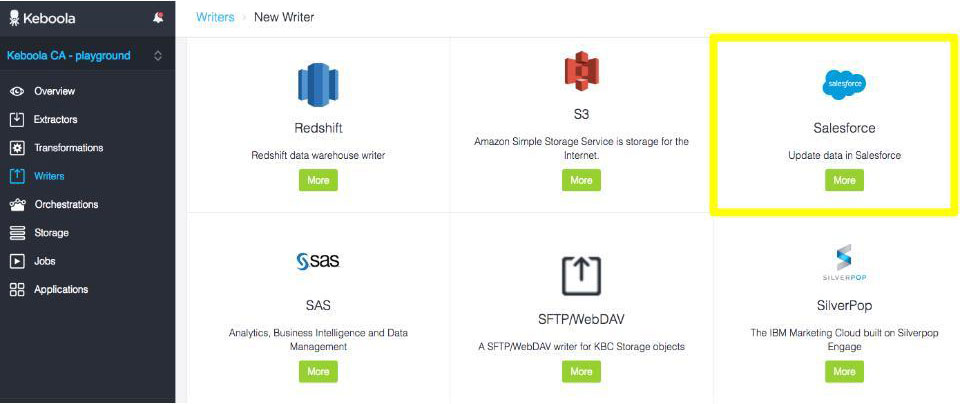 Keboola
Writers › New Writer
Keboola CA - playground
Overview
Extractors
Transformations
Writers
Orchestrations
Storage
Jobs
Applications
Redshift
Redshift data warehouse writer
More
S3
Amazon Simple Storage Service is storage for the
Internet.
More
salesforce
Salesforce
Update data in Salesforce
More
sas
SAS
Analytics, Business Intelligence and Data
Management
More
SFTP/WebDAV
A SFTP/WebDAV writer for KBC Storage objects
More
SILVERPOP
SilverPop
The IBM Marketing Cloud built on Silverpop
Engage
More